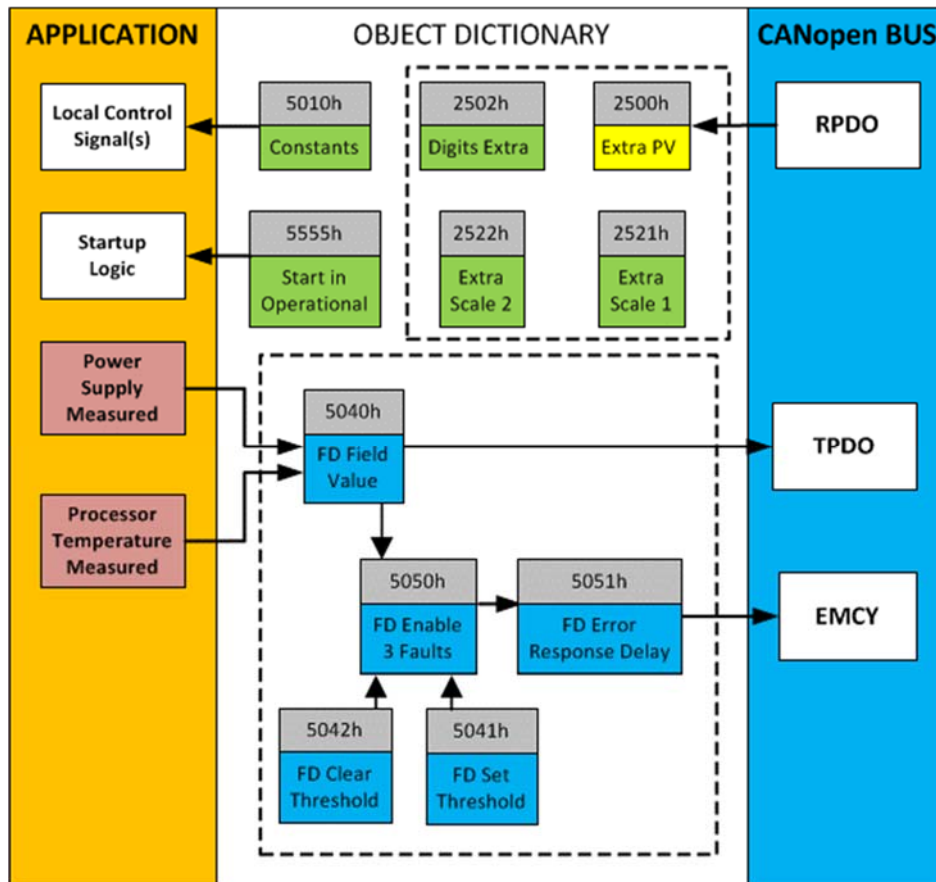 APPLICATION
OBJECT DICTIONARY
CANopen BUS
Local Control
Signal(s)
5010h
Constants
2502h
Digits Extra
2500h
Extra PV
RPDO
Startup
Logic
5555h
Start in
Operational
2522h
Extra
Scale 2
2521h
Extra
Scale 1
Power
Supply
Measured
5040h
FD Field
Value
TPDO
Processor
Temperature
Measured
5050h
FD Enable
3 Faults
5051h
FD Error
Response Delay
EMCY
5042h
FD Clear
Threshold
5041h
FD Set
Threshold